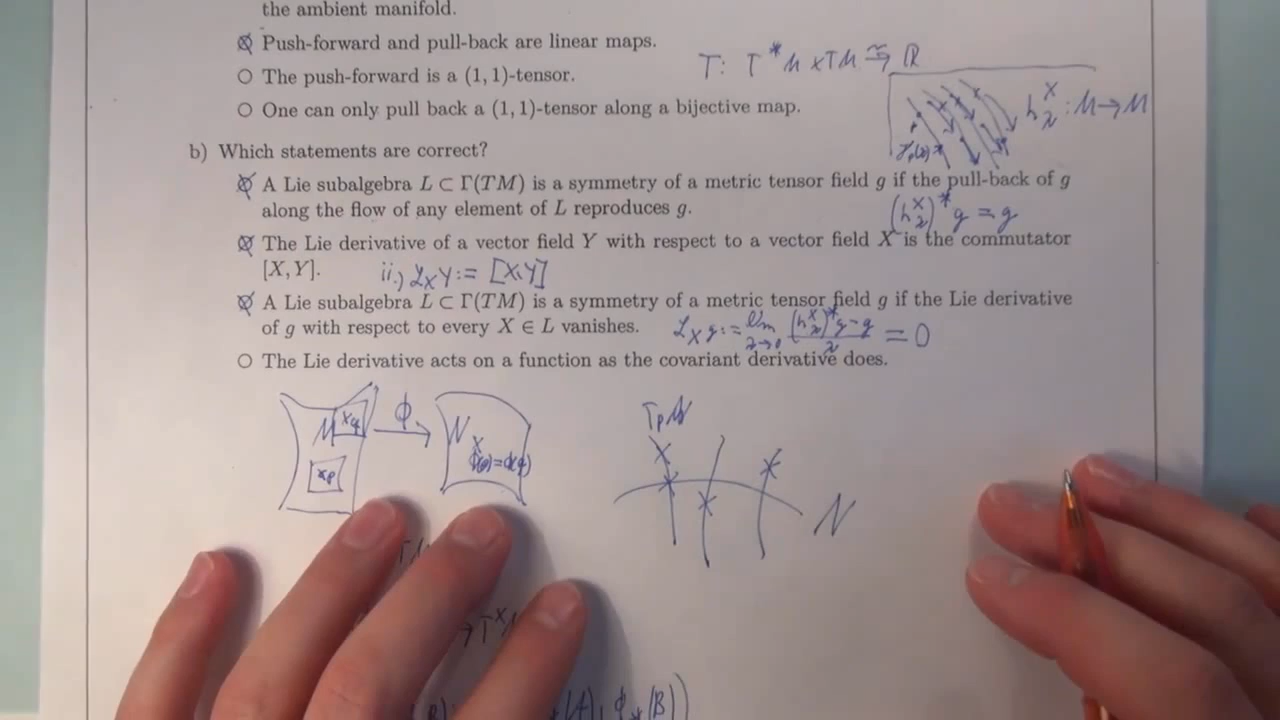 the ambient manifold.
Push-forward and pull-back are linear maps.
T: T*M × TM ⥲ ℝ
The push-forward is a (1, 1)-tensor.
One can only pull back a (1, 1)-tensor along a bijective map.
h^X_λ : M → M
γ_p(λ)
b) Which statements are correct?
A Lie subalgebra L ⊂ Γ(TM) is a symmetry of a metric tensor field g if the pull-back of g
along the flow of any element of L reproduces g.
(h^X_λ)* g = g
The Lie derivative of a vector field Y with respect to a vector field X is the commutator
[X, Y].
ii.) ℒ_X Y := [X,Y]
A Lie subalgebra L ⊂ Γ(TM) is a symmetry of a metric tensor field g if the Lie derivative
of g with respect to every X ∈ L vanishes.
ℒ_X g := lim λ→0 (h^X_λ)* g - g / λ = 0
The Lie derivative acts on a function as the covariant derivative does.
M xq ϕ N
xp
ϕ(p)=ϕ(q)
N
(A), ϕ* (B))